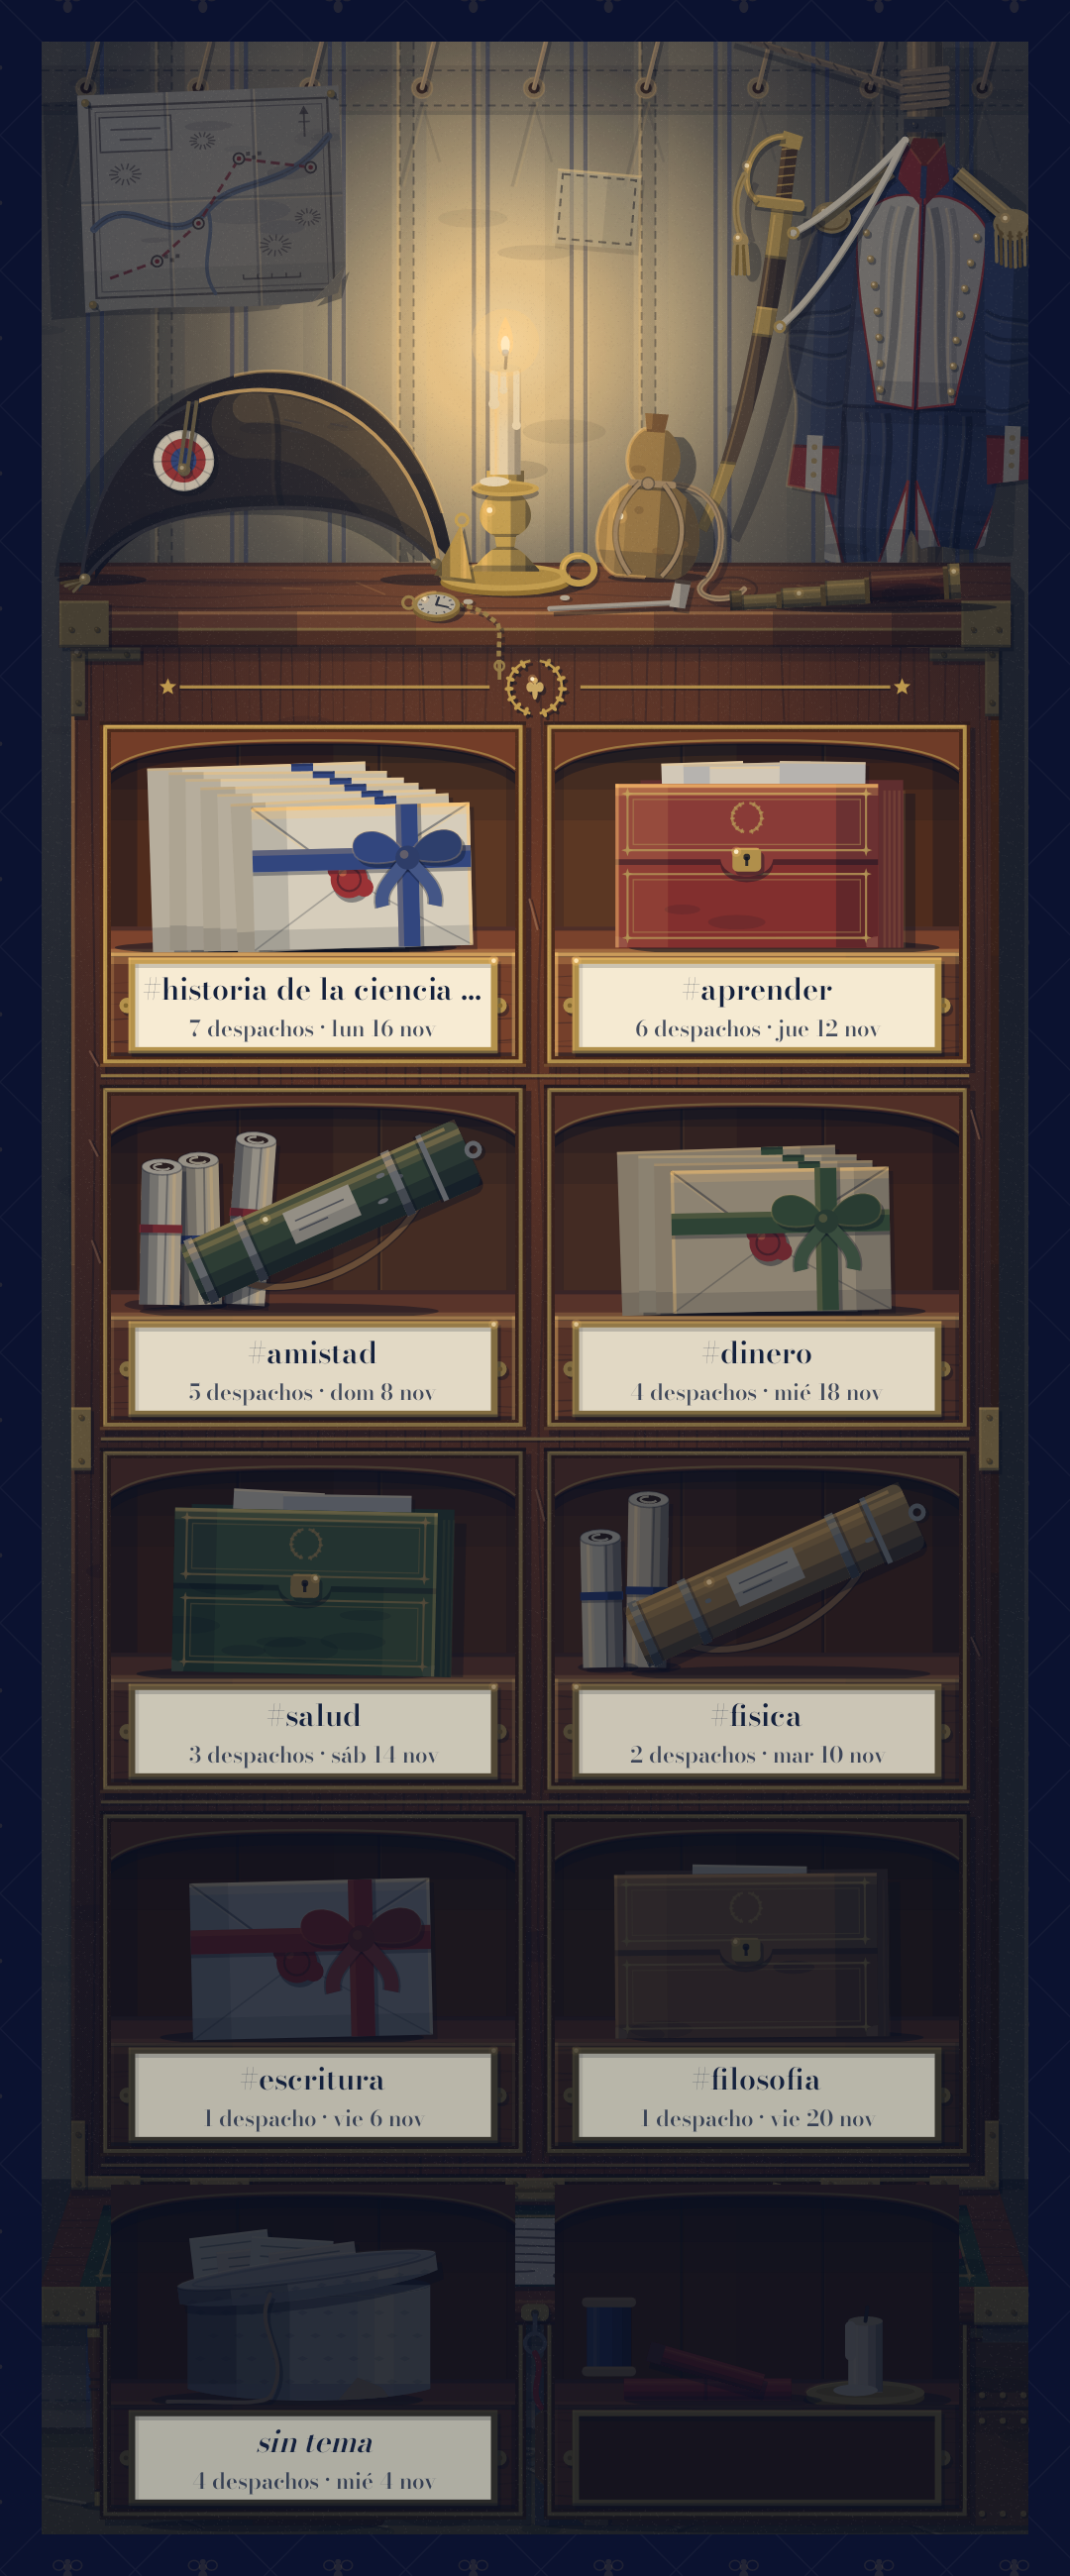 #historia de la ciencia ...
7 despachos · lun 16 nov
#aprender
6 despachos · jue 12 nov
#amistad
5 despachos · dom 8 nov
#dinero
4 despachos · mié 18 nov
#salud
3 despachos · sáb 14 nov
#física
2 despachos · mar 10 nov
#escritura
1 despacho · vie 6 nov
#filosofía
1 despacho · vie 20 nov
sin tema
4 despachos · mié 4 nov